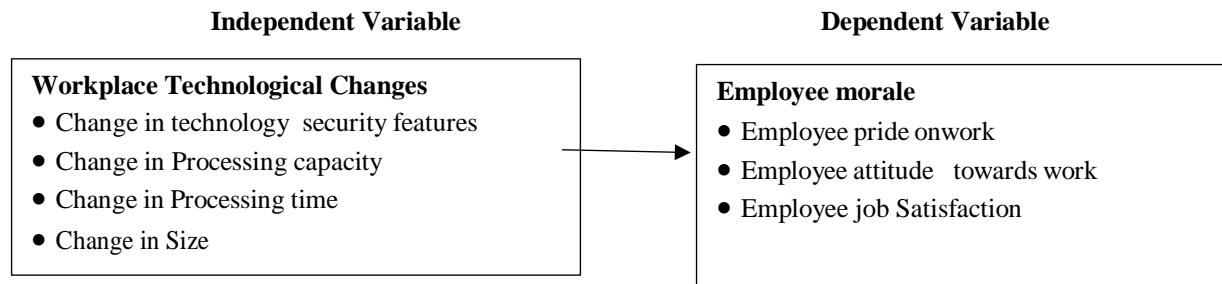 Independent Variable
Dependent Variable
Workplace Technological Changes
● Change in technology security features
● Change in Processing capacity
● Change in Processing time
● Change in Size
Employee morale
● Employee pride onwork
● Employee attitude towards work
● Employee job Satisfaction